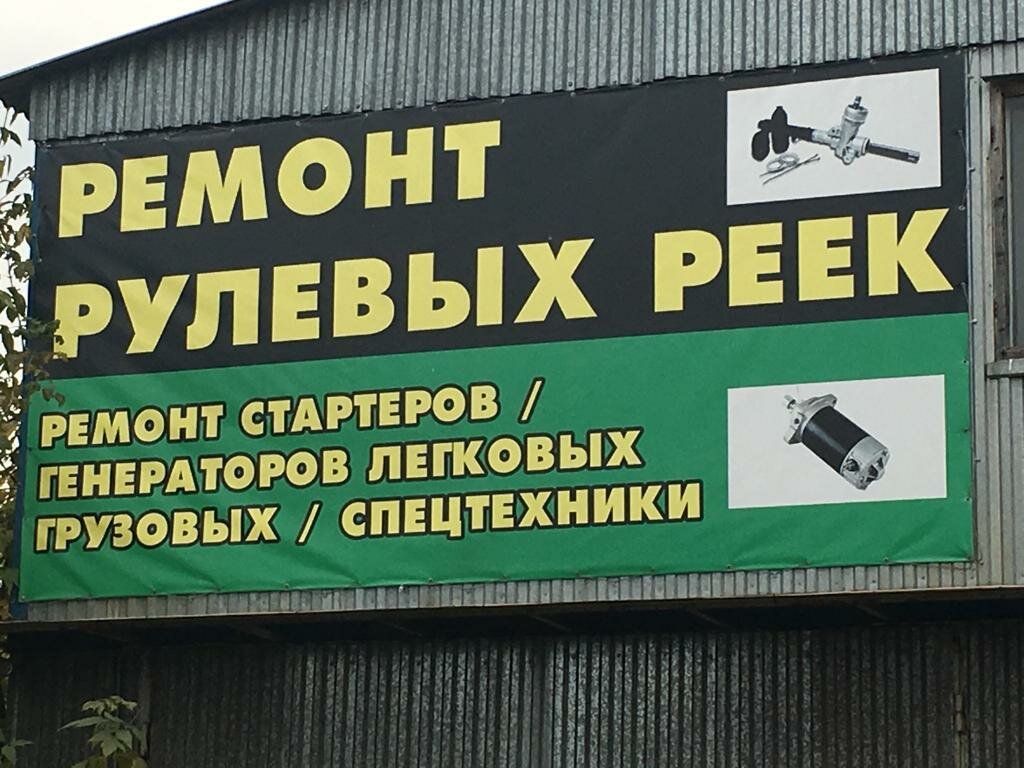 РЕМОНТ
РУЛЕВЫХ РЕЕК
РЕМОНТ СТАРТЕРОВ /
ГЕНЕРАТОРОВ ЛЕГКОВЫХ
ГРУЗОВЫХ / СПЕЦТЕХНИКИ